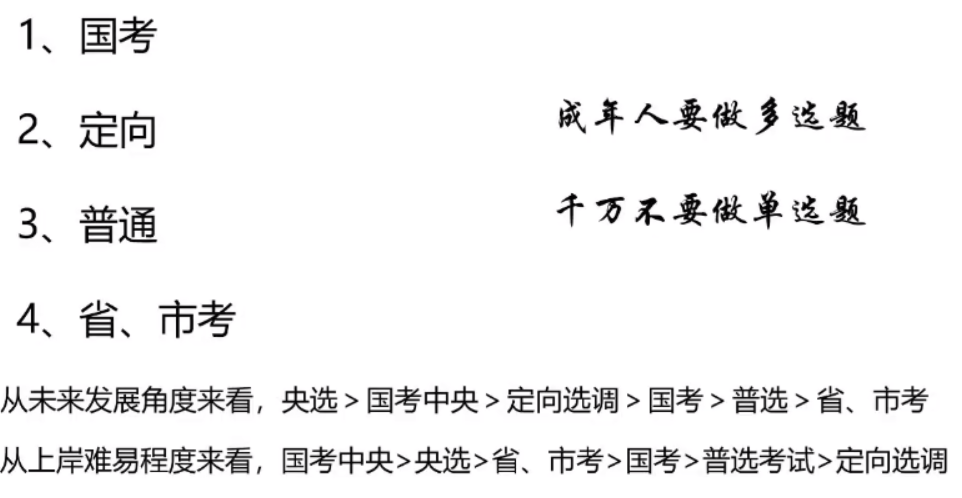 1、国考
2、定向
成年人要做多选题
3、普通
千万不要做单选题
4、省、市考
从未来发展角度来看，央选 > 国考中央 > 定向选调 > 国考 > 普选 > 省、市考
从上岸难易程度来看，国考中央>央选>省、市考>国考>普选考试>定向选调